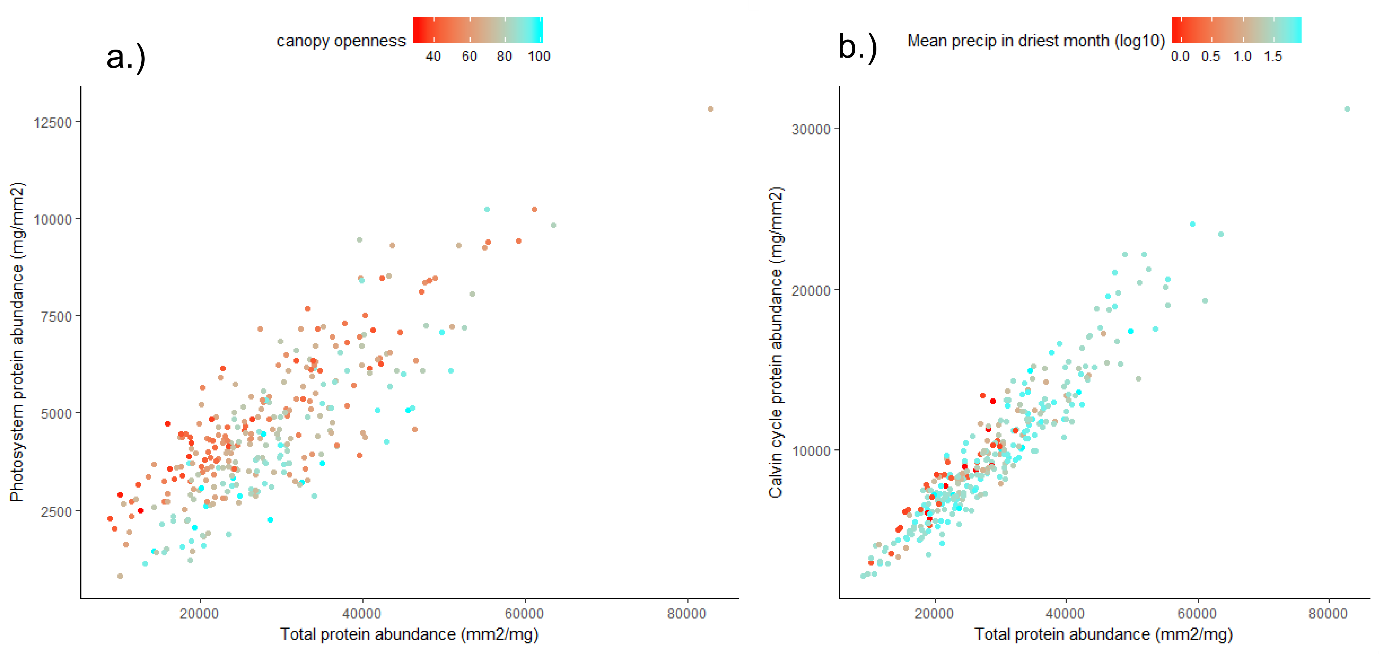 a.)
canopy openness
40 60 80 100
Photosystem protein abundance (mg/mm2)
12500
10000
7500
5000
2500
20000 40000 60000 80000
Total protein abundance (mm2/mg)
b.)
Mean precip in driest month (log10)
0.0 0.5 1.0 1.5
Calvin cycle protein abundance (mg/mm2)
30000
20000
10000
20000 40000 60000 80000
Total protein abundance (mm2/mg)